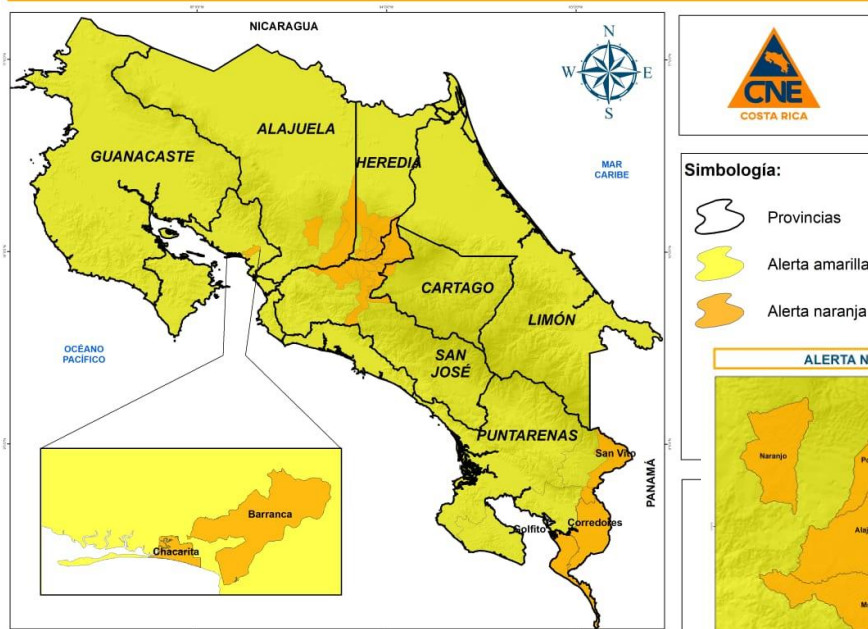 NICARAGUA
N
W
E
S
CNE
COSTA RICA
ALAJUELA
GUANACASTE
HEREDIA
MAR
CARIBE
Simbología:
Provincias
Alerta amarilla
Alerta naranja
CARTAGO
LIMÓN
OCÉANO
PACÍFICO
SAN
JOSÉ
ALERTA N
PUNTARENAS
San Vito
PANAMÁ
Naranjo
Barranca
Chacarita
Golfito
Corredores